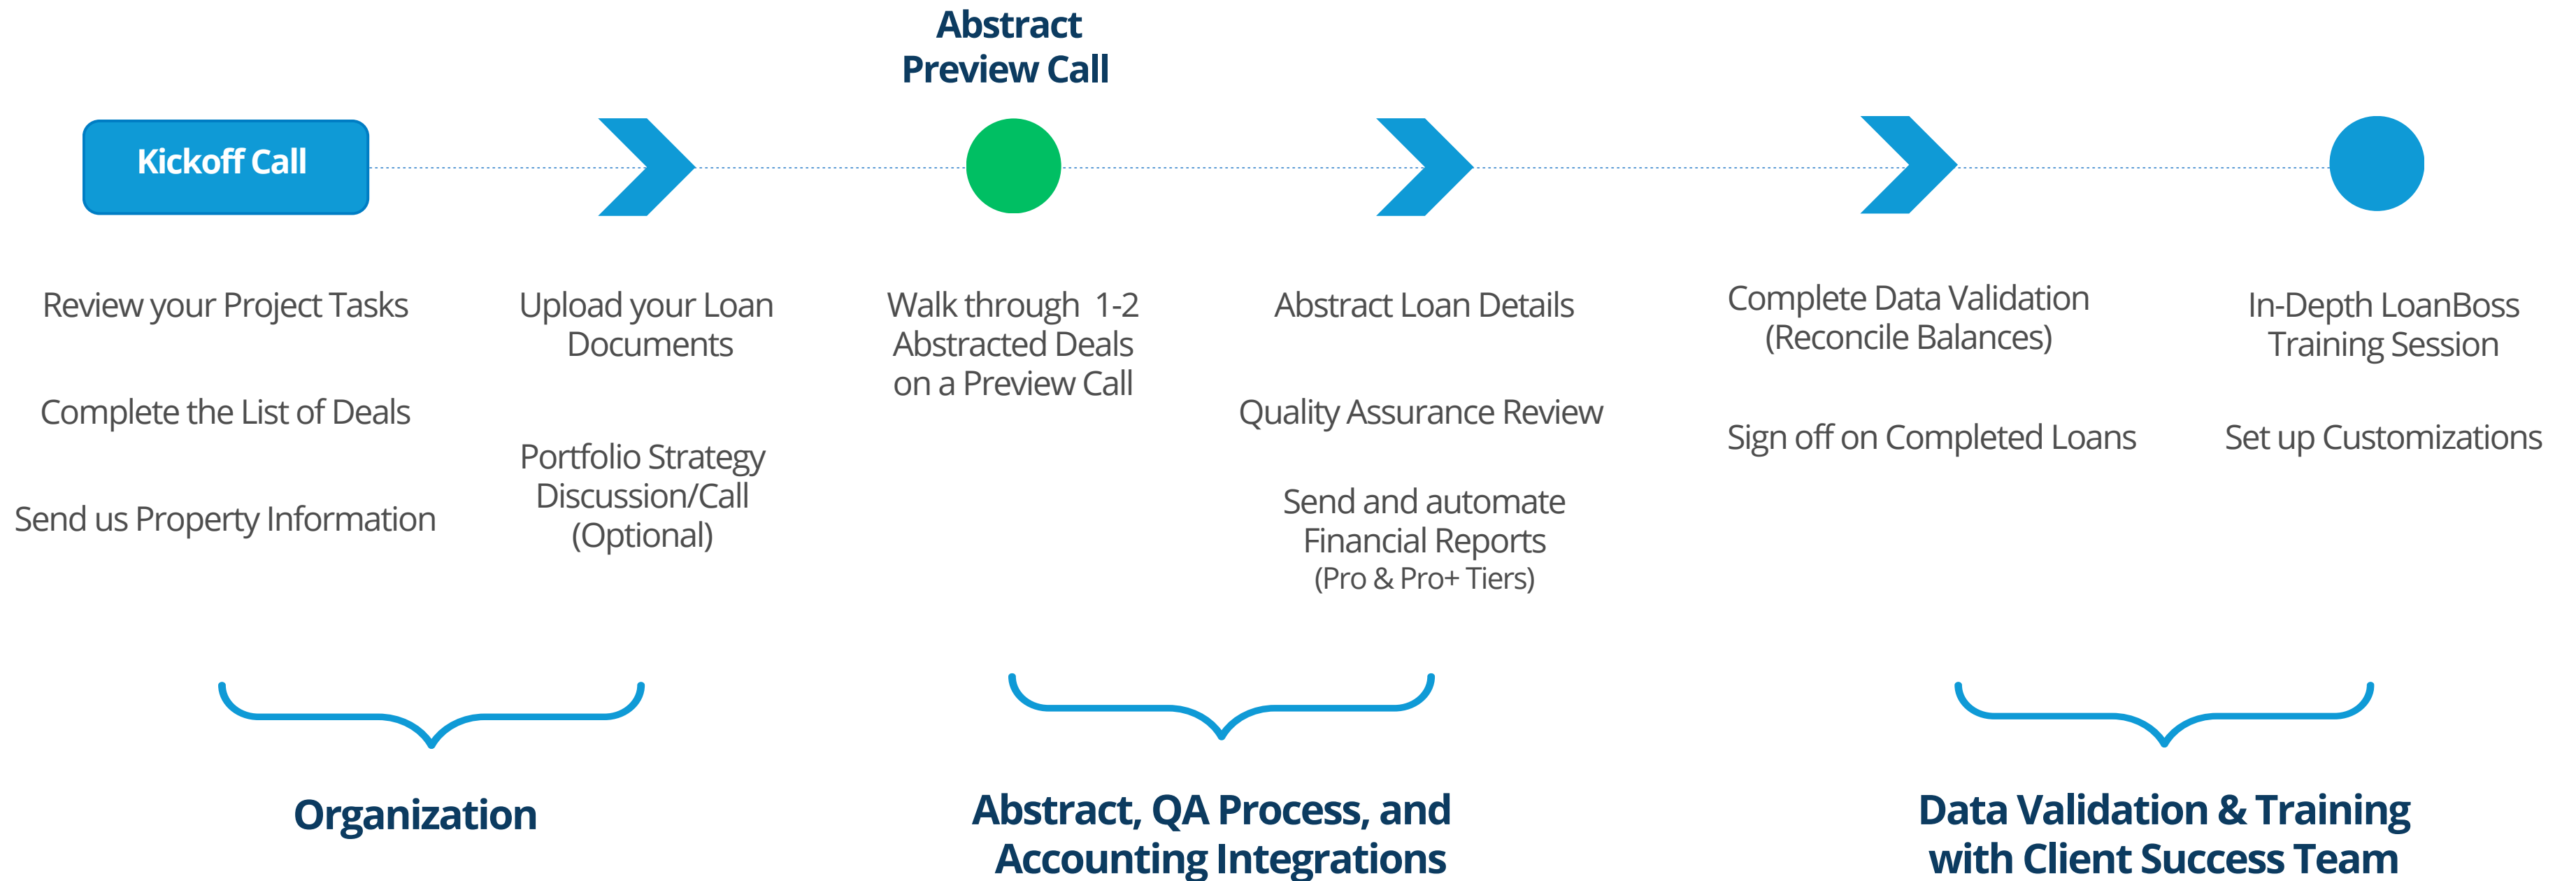 Abstract
Preview Call
Kickoff Call
Review your Project Tasks
Complete the List of Deals
Send us Property Information
Upload your Loan
Documents
Portfolio Strategy
Discussion/Call
(Optional)
Walk through 1-2
Abstracted Deals
on a Preview Call
Abstract Loan Details
Quality Assurance Review
Send and automate
Financial Reports
(Pro & Pro+ Tiers)
Complete Data Validation
(Reconcile Balances)
Sign off on Completed Loans
In-Depth LoanBoss
Training Session
Set up Customizations
Organization
Abstract, QA Process, and
Accounting Integrations
Data Validation & Training
with Client Success Team